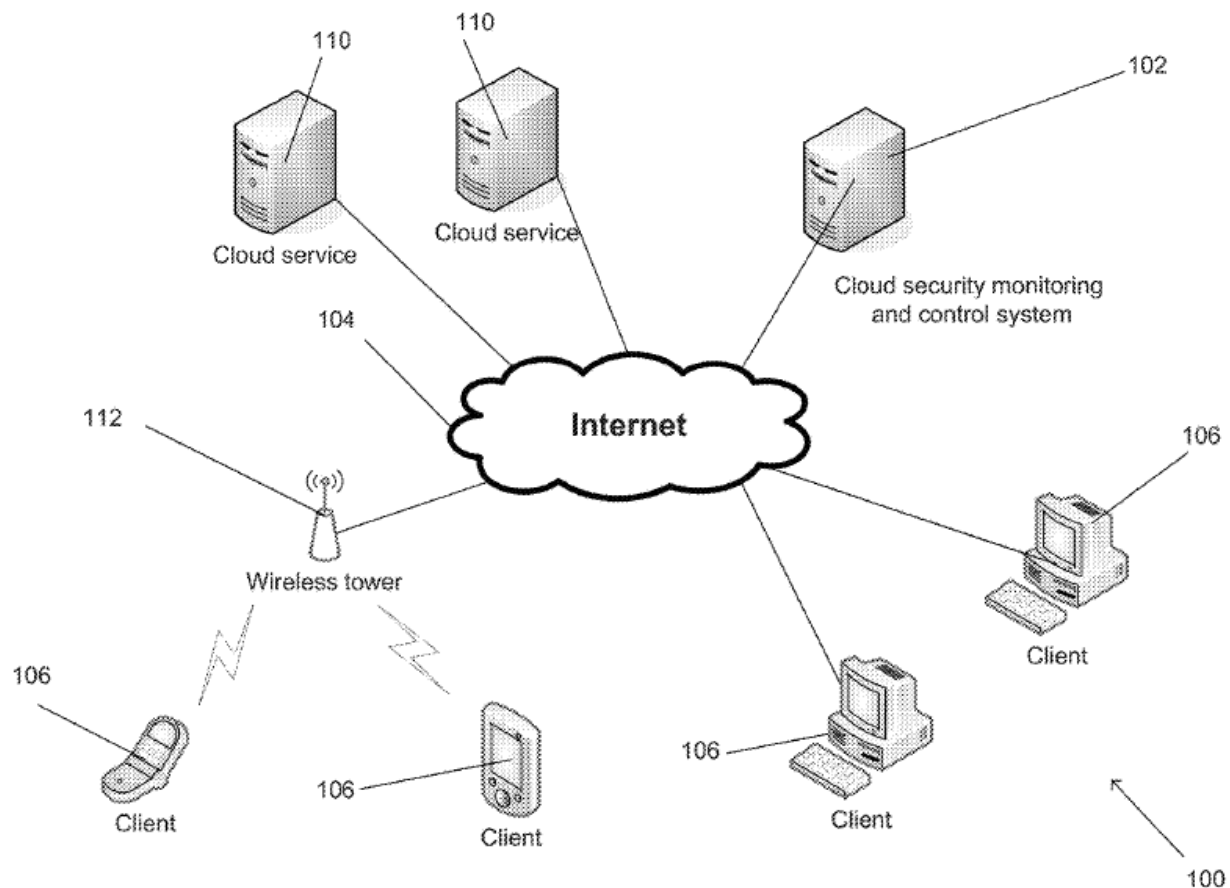 110
110
102
Cloud service
Cloud service
Cloud security monitoring
and control system
104
112
Internet
106
Wireless tower
Client
106
106
106
Client
Client
Client
100